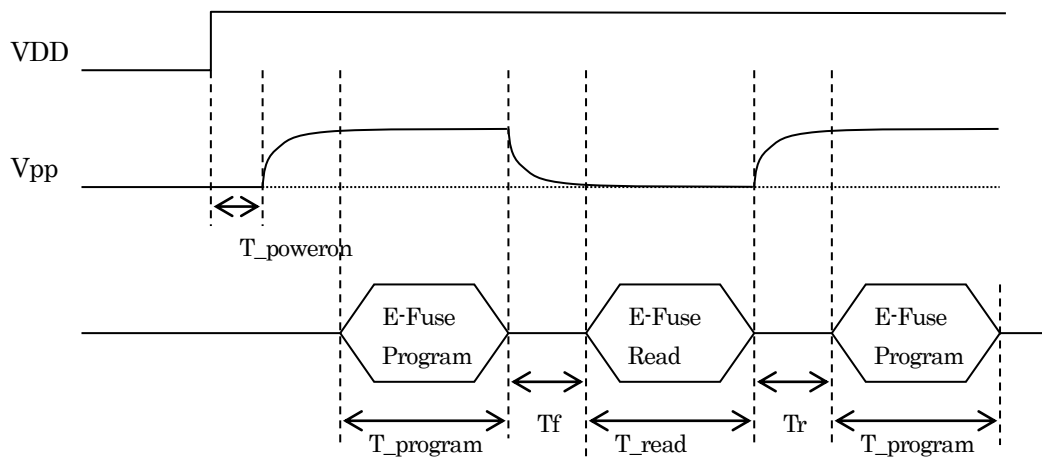 VDD
Vpp
T_poweron
E-Fuse
Program
E-Fuse
Read
E-Fuse
Program
T_program
Tf
T_read
Tr
T_program